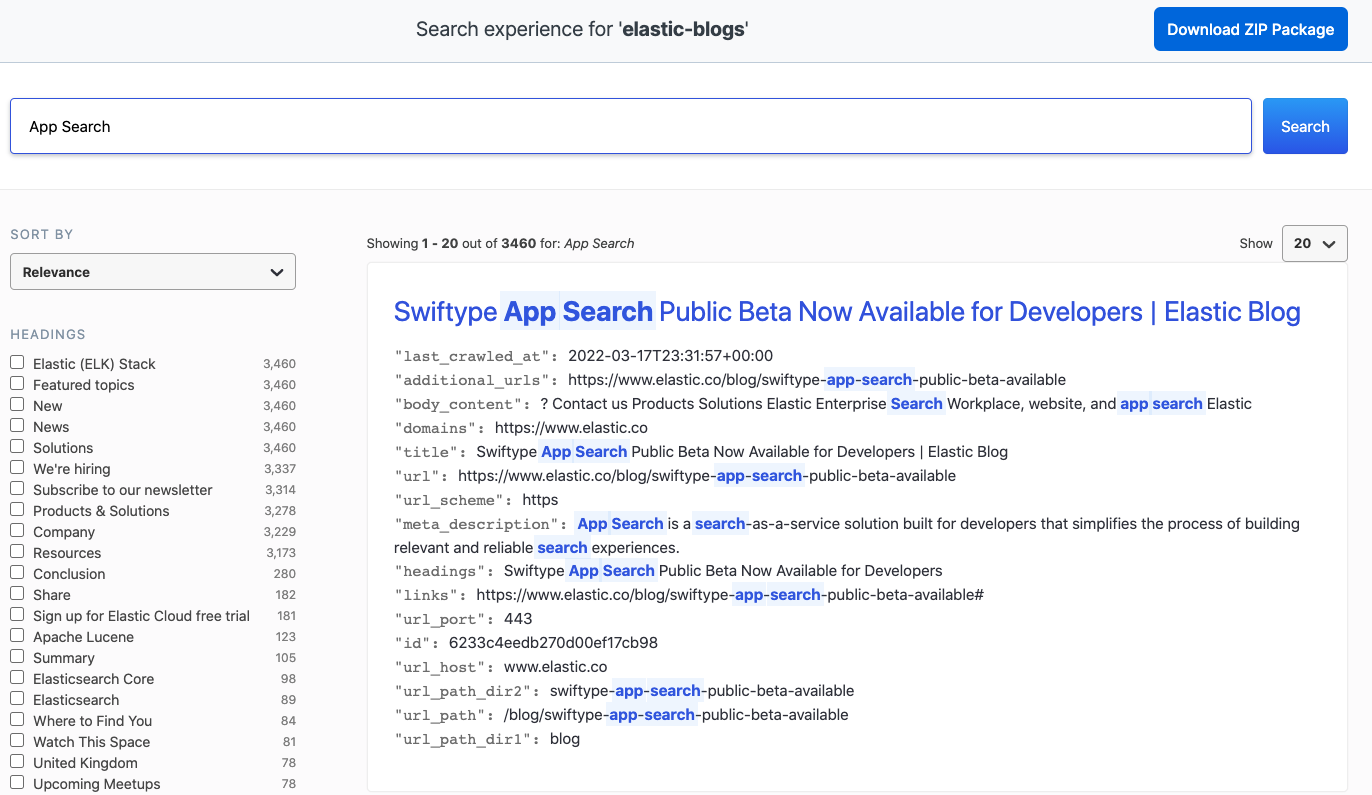 Search experience for 'elastic-blogs'
Download ZIP Package
App Search
Search
SORT BY
Relevance
HEADINGS
Elastic (ELK) Stack 3,460
Featured topics 3,460
New 3,460
News 3,460
Solutions 3,460
We're hiring 3,337
Subscribe to our newsletter 3,314
Products & Solutions 3,278
Company 3,229
Resources 3,173
Conclusion 280
Share 182
Sign up for Elastic Cloud free trial 181
Apache Lucene 123
Summary 105
Elasticsearch Core 98
Elasticsearch 89
Where to Find You 84
Watch This Space 81
United Kingdom 78
Upcoming Meetups 78
Showing 1 - 20 out of 3460 for: App Search
Show 20
Swiftype App Search Public Beta Now Available for Developers | Elastic Blog
"last_crawled_at": 2022-03-17T23:31:57+00:00
"additional_urls": https://www.elastic.co/blog/swiftype-app-search-public-beta-available
"body_content": ? Contact us Products Solutions Elastic Enterprise Search Workplace, website, and app search Elastic
"domains": https://www.elastic.co
"title": Swiftype App Search Public Beta Now Available for Developers | Elastic Blog
"url": https://www.elastic.co/blog/swiftype-app-search-public-beta-available
"url_scheme": https
"meta_description": App Search is a search-as-a-service solution built for developers that simplifies the process of building
relevant and reliable search experiences.
"headings": Swiftype App Search Public Beta Now Available for Developers
"links": https://www.elastic.co/blog/swiftype-app-search-public-beta-available#
"url_port": 443
"id": 6233c4eedb270d00ef17cb98
"url_host": www.elastic.co
"url_path_dir2": swiftype-app-search-public-beta-available
"url_path": /blog/swiftype-app-search-public-beta-available
"url_path_dir1": blog